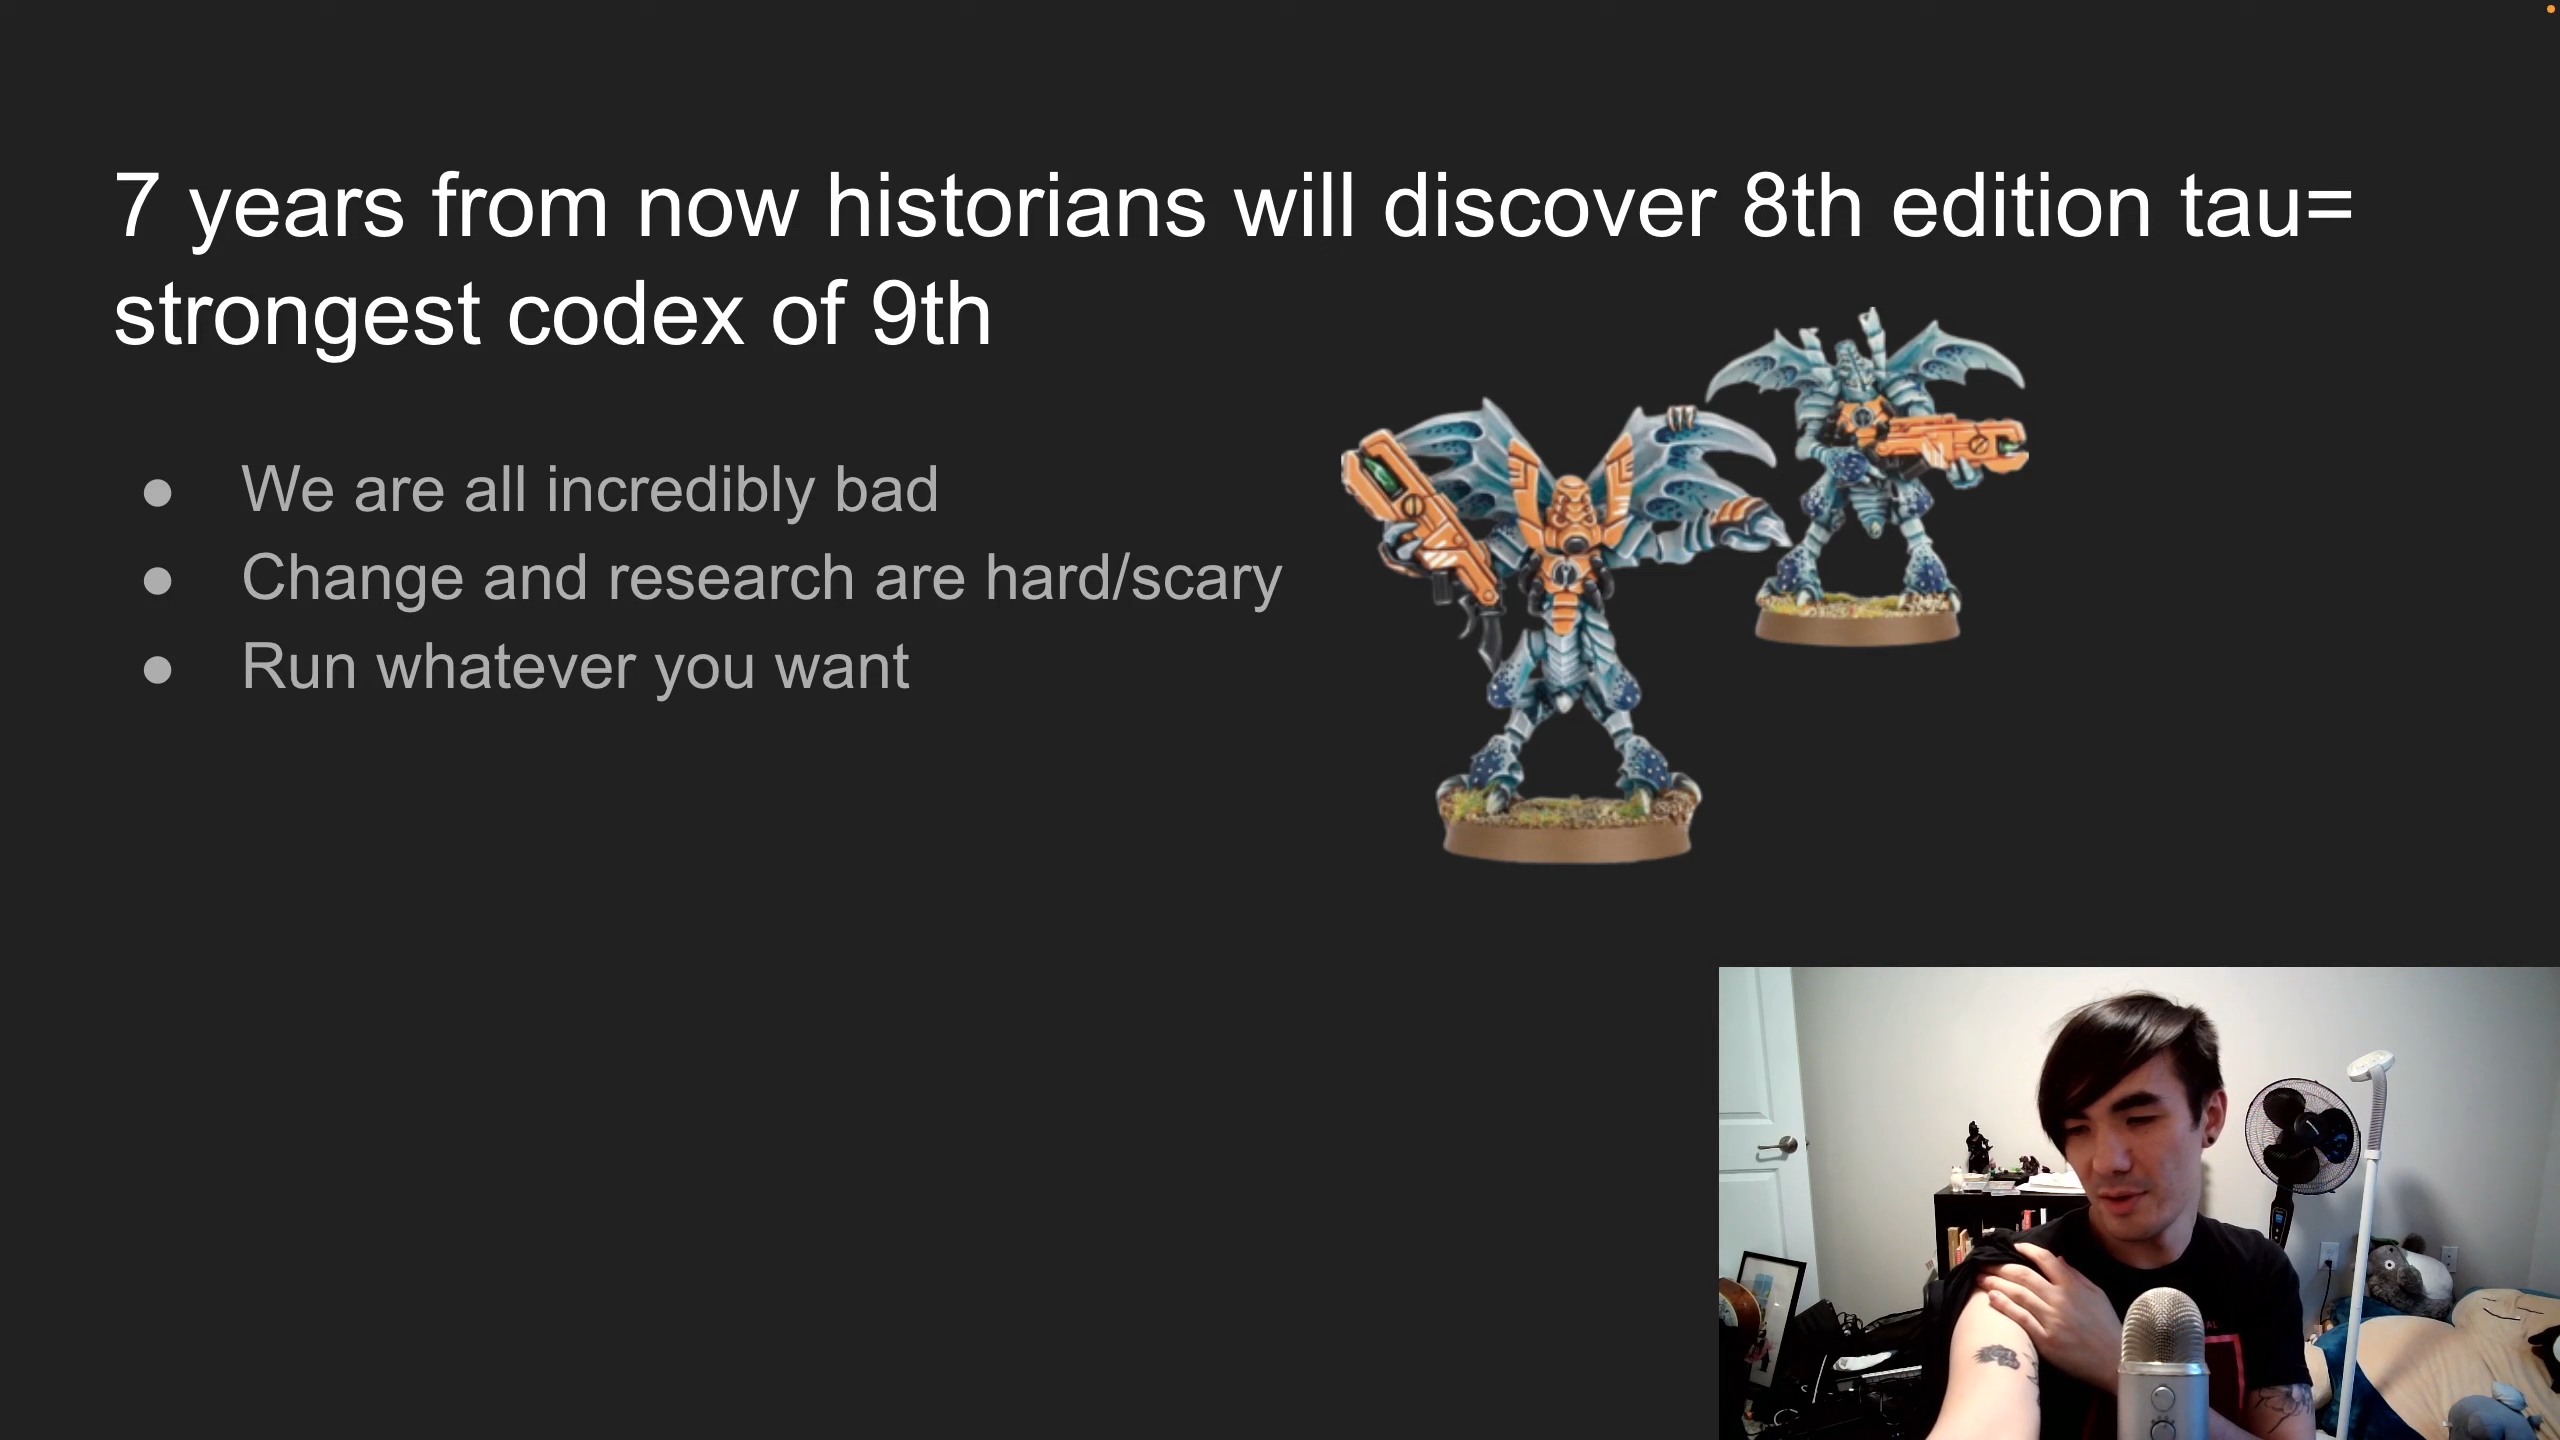 7 years from now historians will discover 8th edition tau=
strongest codex of 9th
● We are all incredibly bad
● Change and research are hard/scary
● Run whatever you want